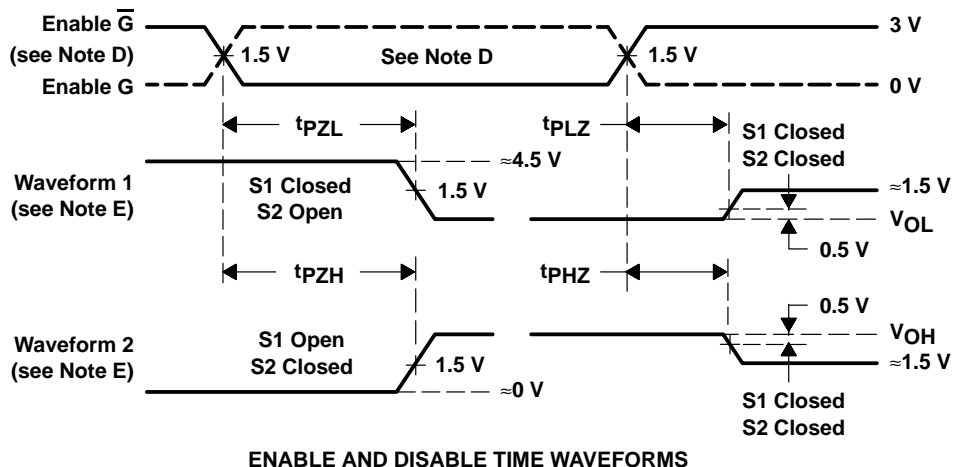 Enable G̅
(see Note D)
Enable G
1.5 V
See Note D
1.5 V
3 V
0 V
tPZL
tPLZ
S1 Closed
S2 Closed
Waveform 1
(see Note E)
S1 Closed
S2 Open
≈4.5 V
1.5 V
≈1.5 V
VOL
0.5 V
tPZH
tPHZ
0.5 V
Waveform 2
(see Note E)
S1 Open
S2 Closed
1.5 V
≈0 V
VOH
≈1.5 V
S1 Closed
S2 Closed
ENABLE AND DISABLE TIME WAVEFORMS